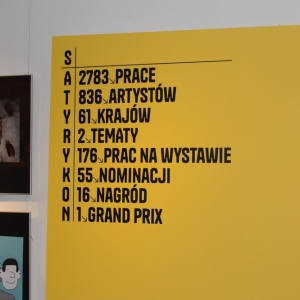 SATYRYKON
2783↘PRACE
836↘ARTYSTÓW
61↘KRAJÓW
2↘TEMATY
176↘PRAC NA WYSTAWIE
55↘NOMINACJI
16↘NAGRÓD
1↘GRAND PRIX